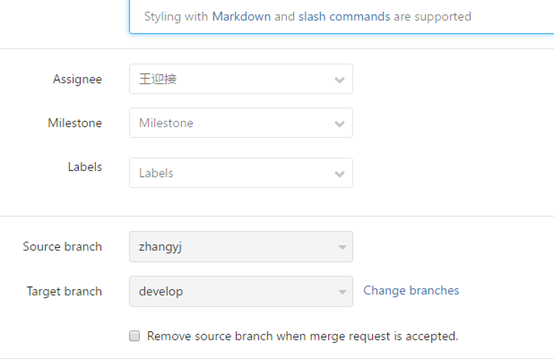 Styling with Markdown and slash commands are supported
Assignee
王迎接
Milestone
Milestone
Labels
Labels
Source branch
zhangyj
Target branch
develop
Change branches
Remove source branch when merge request is accepted.